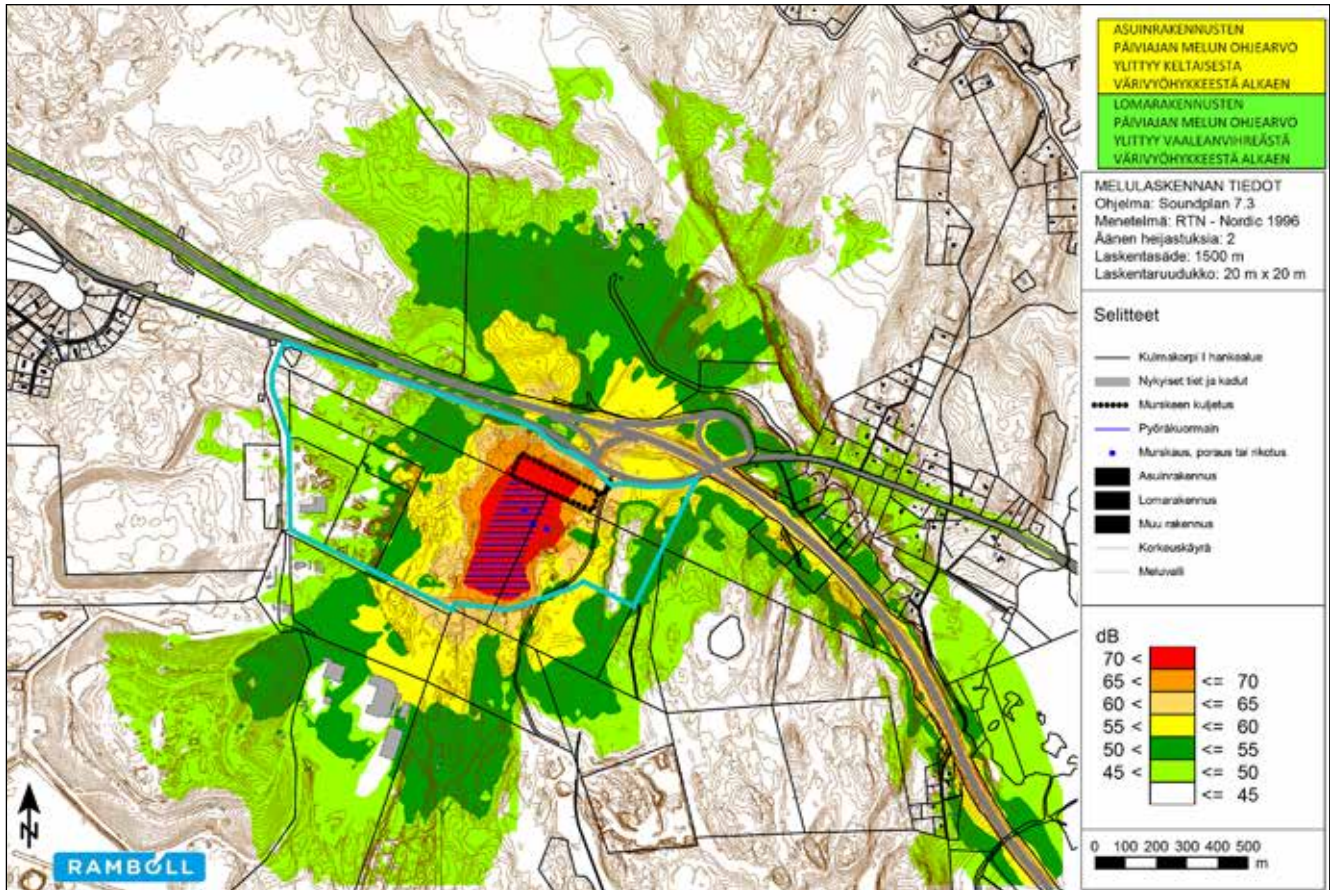 ASUINRAKENNUSTEN
PÄIVIAJAN MELUN OHJEARVO
YLITTYY KELTAISESTA
VÄRIVYÖHYKKEESTÄ ALKAEN
LOMARAKENNUSTEN
PÄIVIAJAN MELUN OHJEARVO
YLITTYY VAALEANVIHREÄSTÄ
VÄRIVYÖHYKKEESTÄ ALKAEN
MELULASKENNAN TIEDOT
Ohjelma: Soundplan 7.3
Menetelmä: RTN - Nordic 1996
Äänen heijastuksia: 2
Laskentasäde: 1500 m
Laskentaruudukko: 20 m x 20 m
Selitteet
Kulmakorpi I hankealue
Nykyiset tiet ja kadut
Murskeen kuljetus
Pyöräkuormain
Murskaus, poraus tai rikotus
Asuinrakennus
Lomarakennus
Muu rakennus
Korkeuskäyrä
Meluvalli
dB
70 <
65 < <= 70
60 < <= 65
55 < <= 60
50 < <= 55
45 < <= 50
<= 45
0 100 200 300 400 500
m
N
RAMBOLL